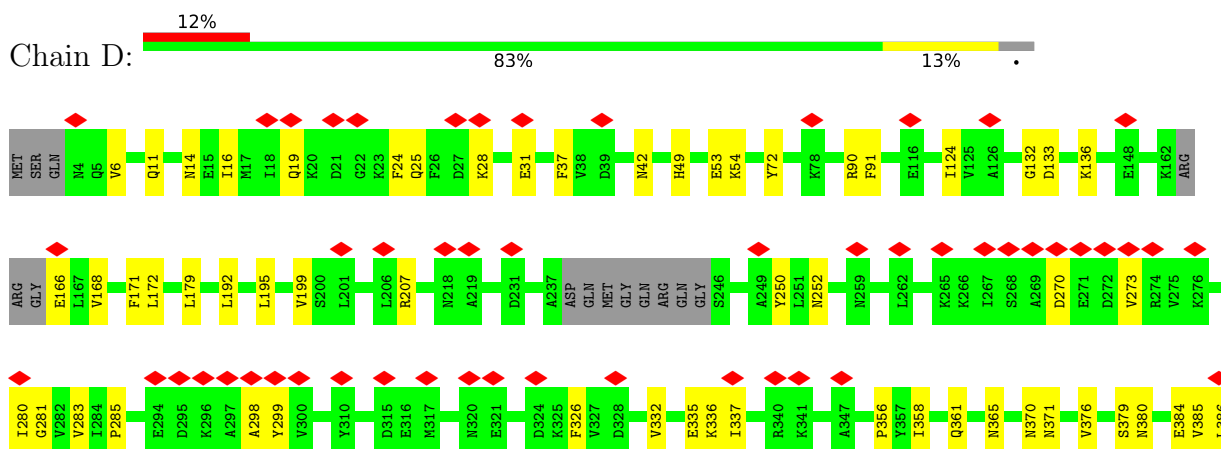 12%
Chain D:
83% 13% •
MET SER GLN N4 Q5 V6 Q11 N14 E15 I16 M17 I18 Q19 K20 D21 G22 K23 F24 Q25 F26 D27 K28 E31 F37 V38 D39 N42 H49 E53 K54 Y72 K78 R90 F91 E116 I124 V125 A126 G132 D133 K136 E148 K162 ARG
ARG GLY E166 L167 V168 F171 L172 L179 L192 L195 V199 S200 L201 L206 R207 N218 A219 D231 A237 ASP GLN MET GLY GLN ARG GLN GLY S246 A249 Y250 L251 N252 N259 L262 K265 K266 I267 S268 A269 D270 E271 D272 V273 R274 V275 K276
I280 G281 V282 V283 I284 P285 E294 D295 K296 A297 A298 Y299 V300 Y310 D315 E316 M317 N320 E321 D324 K325 F326 V327 D328 V332 E335 K336 I337 R340 K341 A347 P356 Y357 I358 Q361 N365 N370 N371 V376 S379 N380 E384 V385